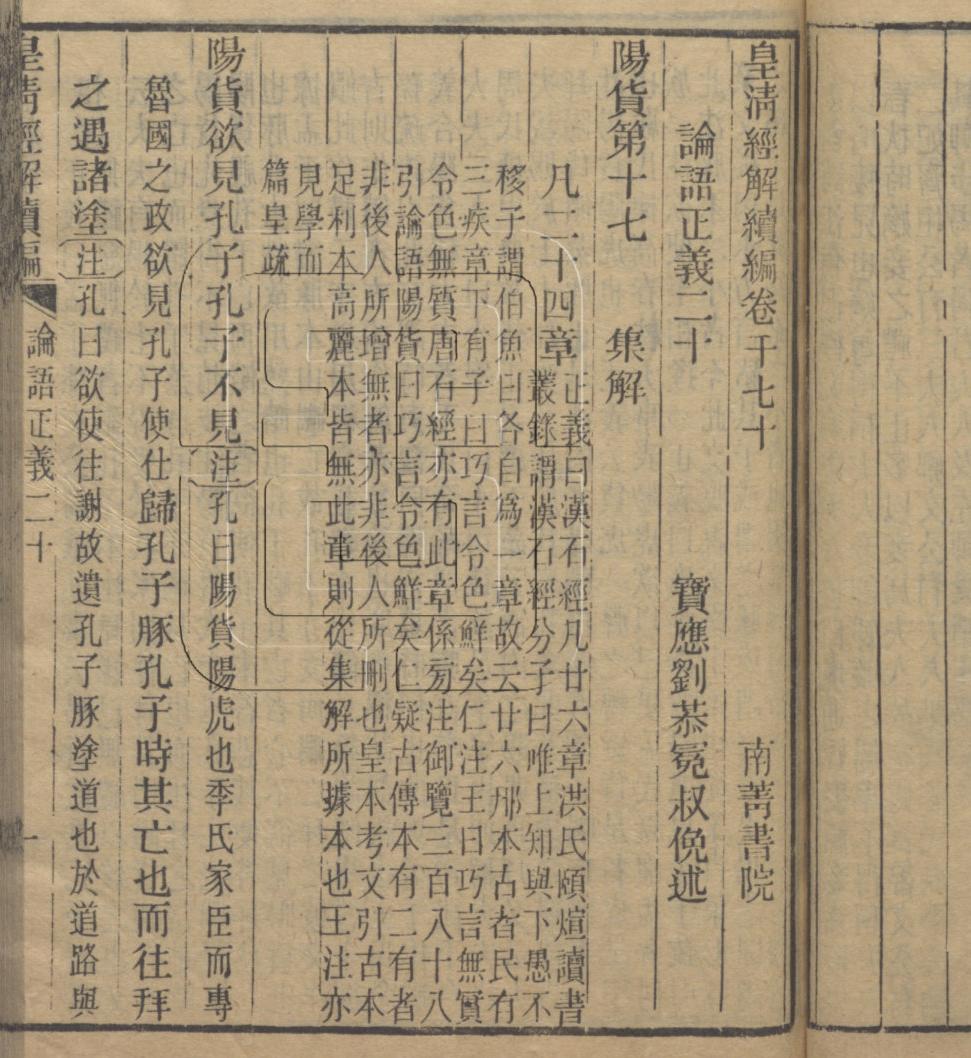 皇清經解續編卷千七十　南菁書院
論語正義二十　寶應劉恭冕叔俛述
陽貨第十七　集解
凡二十四章
正義曰漢石經凡廿六章洪氏頤煊讀書
叢錄謂漢石經分子曰唯上知與下愚不
移子謂伯魚曰各自爲一章故云廿六邢本古者民有
三疾章下有子曰巧言令色鮮矣仁注王曰巧言無實
令色無質唐石經亦有此章係旁注御覽三百八十八
引論語陽貨曰巧言令色鮮矣仁疑古傳本有二有者
非後人所增無者亦非後人所刪也皇本考文引古本
足利本高麗本皆無此章則從集解所據本也王注亦
見學而
篇皇疏
陽貨欲見孔子孔子不見注孔曰陽貨陽虎也季氏家臣而專
魯國之政欲見孔子使仕歸孔子豚孔子時其亡也而往拜
之遇諸塗注孔曰欲使往謝故遺孔子豚塗道也於道路與
皇清經解續編　論語正義二十　一